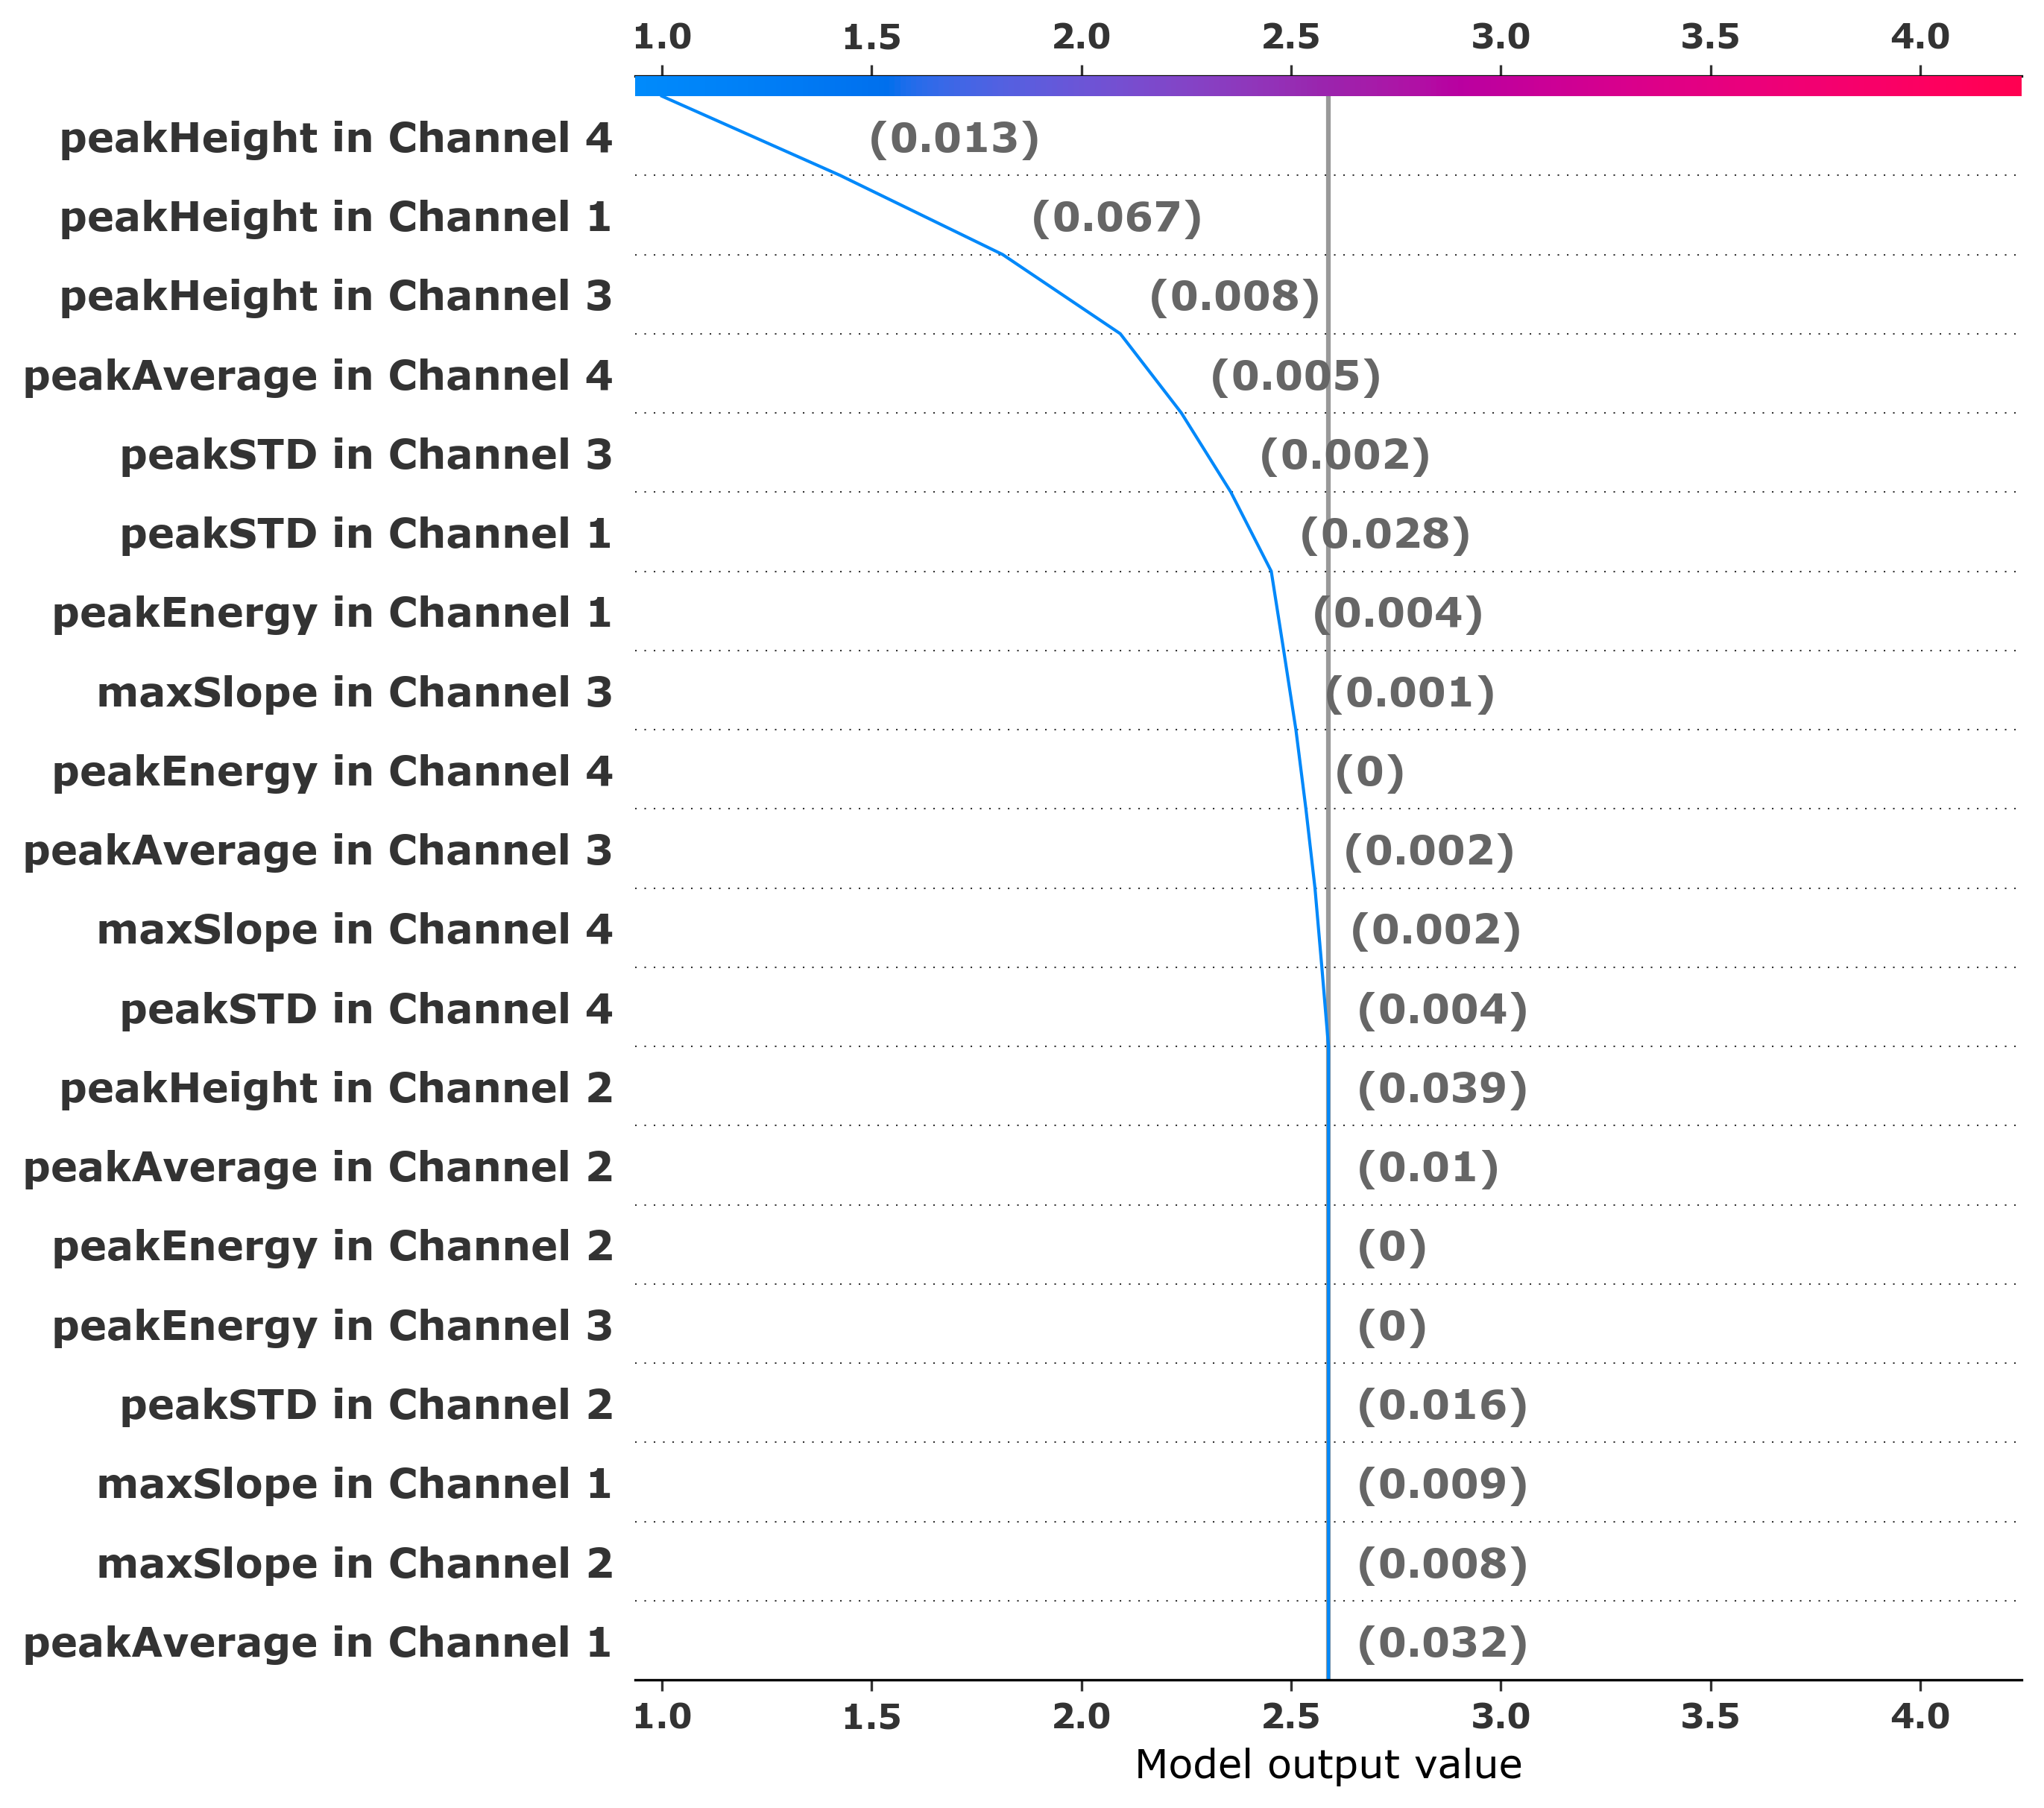 1.0 1.5 2.0 2.5 3.0 3.5 4.0
peakHeight in Channel 4 (0.013)
peakHeight in Channel 1 (0.067)
peakHeight in Channel 3 (0.008)
peakAverage in Channel 4 (0.005)
peakSTD in Channel 3 (0.002)
peakSTD in Channel 1 (0.028)
peakEnergy in Channel 1 (0.004)
maxSlope in Channel 3 (0.001)
peakEnergy in Channel 4 (0)
peakAverage in Channel 3 (0.002)
maxSlope in Channel 4 (0.002)
peakSTD in Channel 4 (0.004)
peakHeight in Channel 2 (0.039)
peakAverage in Channel 2 (0.01)
peakEnergy in Channel 2 (0)
peakEnergy in Channel 3 (0)
peakSTD in Channel 2 (0.016)
maxSlope in Channel 1 (0.009)
maxSlope in Channel 2 (0.008)
peakAverage in Channel 1 (0.032)
1.0 1.5 2.0 2.5 3.0 3.5 4.0
Model output value